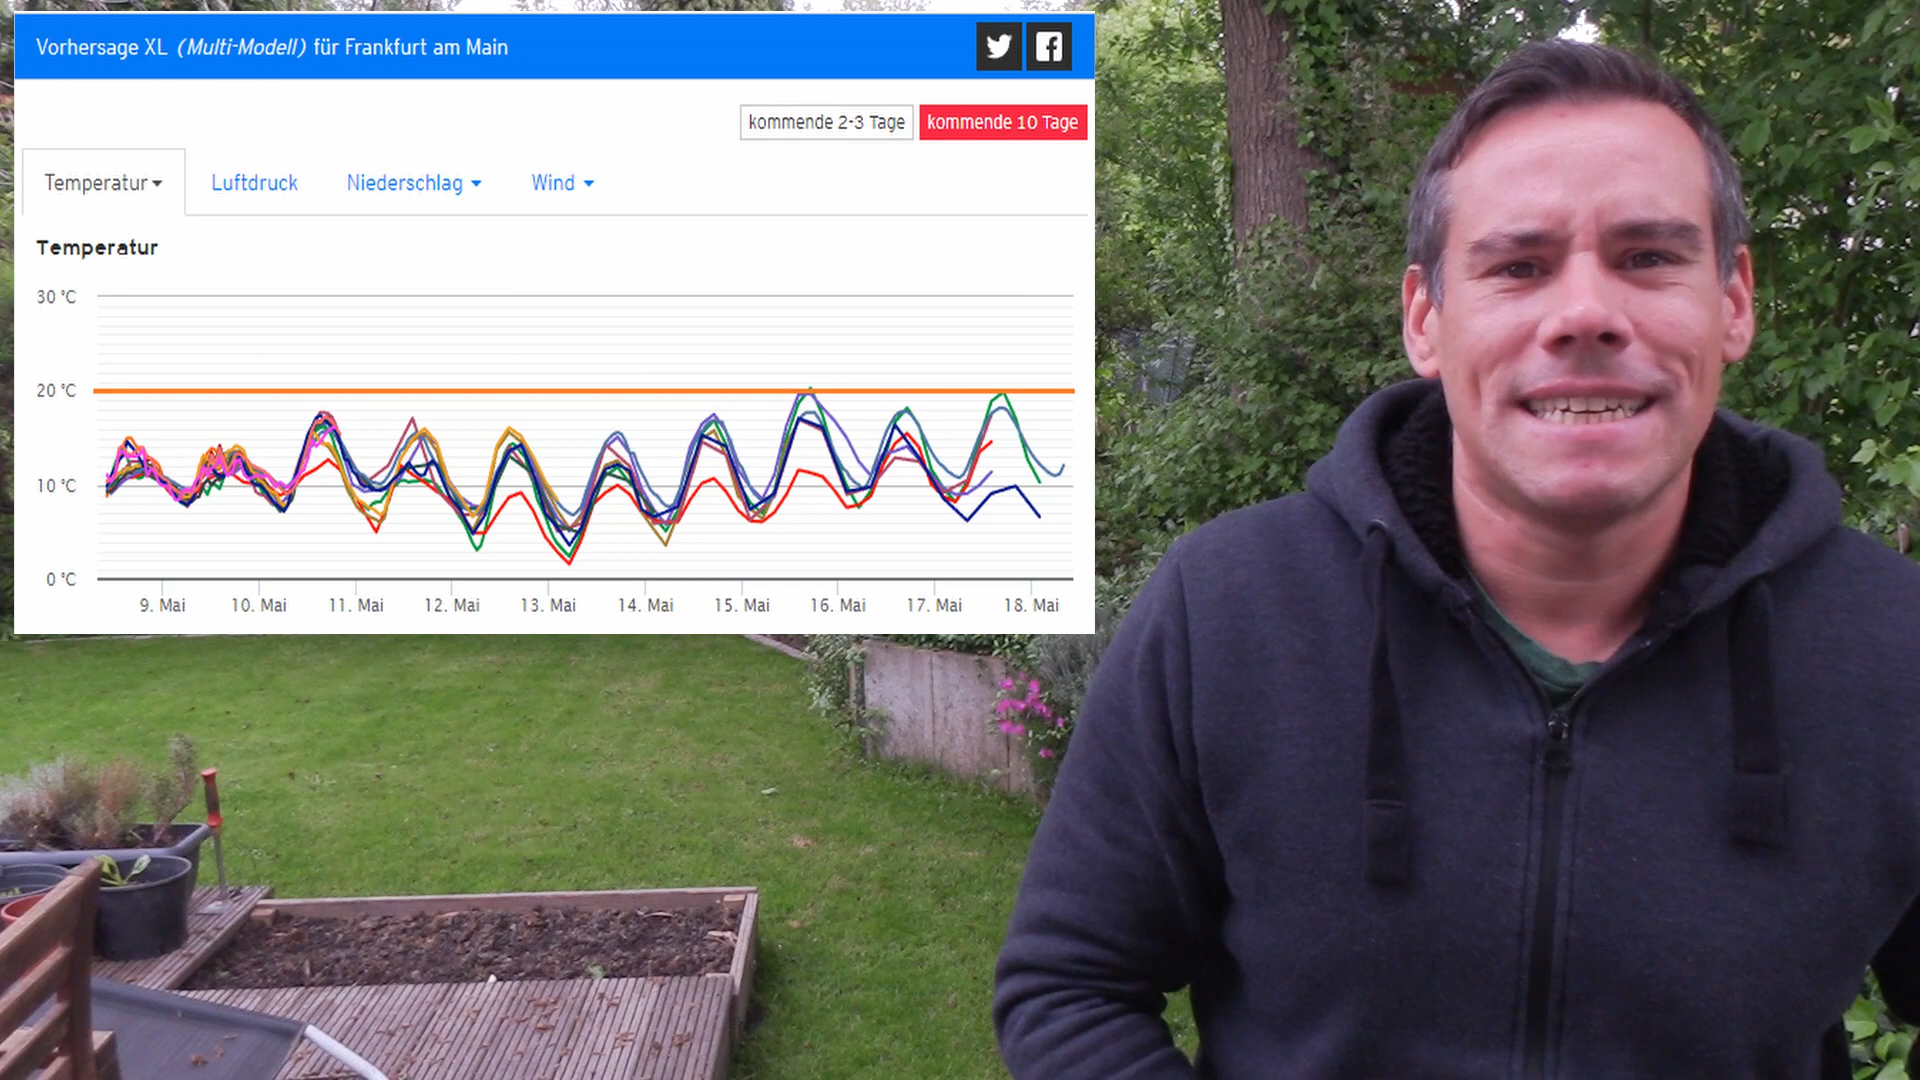 Vorhersage XL (Multi-Modell) für Frankfurt am Main
kommende 2-3 Tage kommende 10 Tage
Temperatur Luftdruck Niederschlag Wind
Temperatur
30 °C
20 °C
10 °C
0 °C
9. Mai 10. Mai 11. Mai 12. Mai 13. Mai 14. Mai 15. Mai 16. Mai 17. Mai 18. Mai